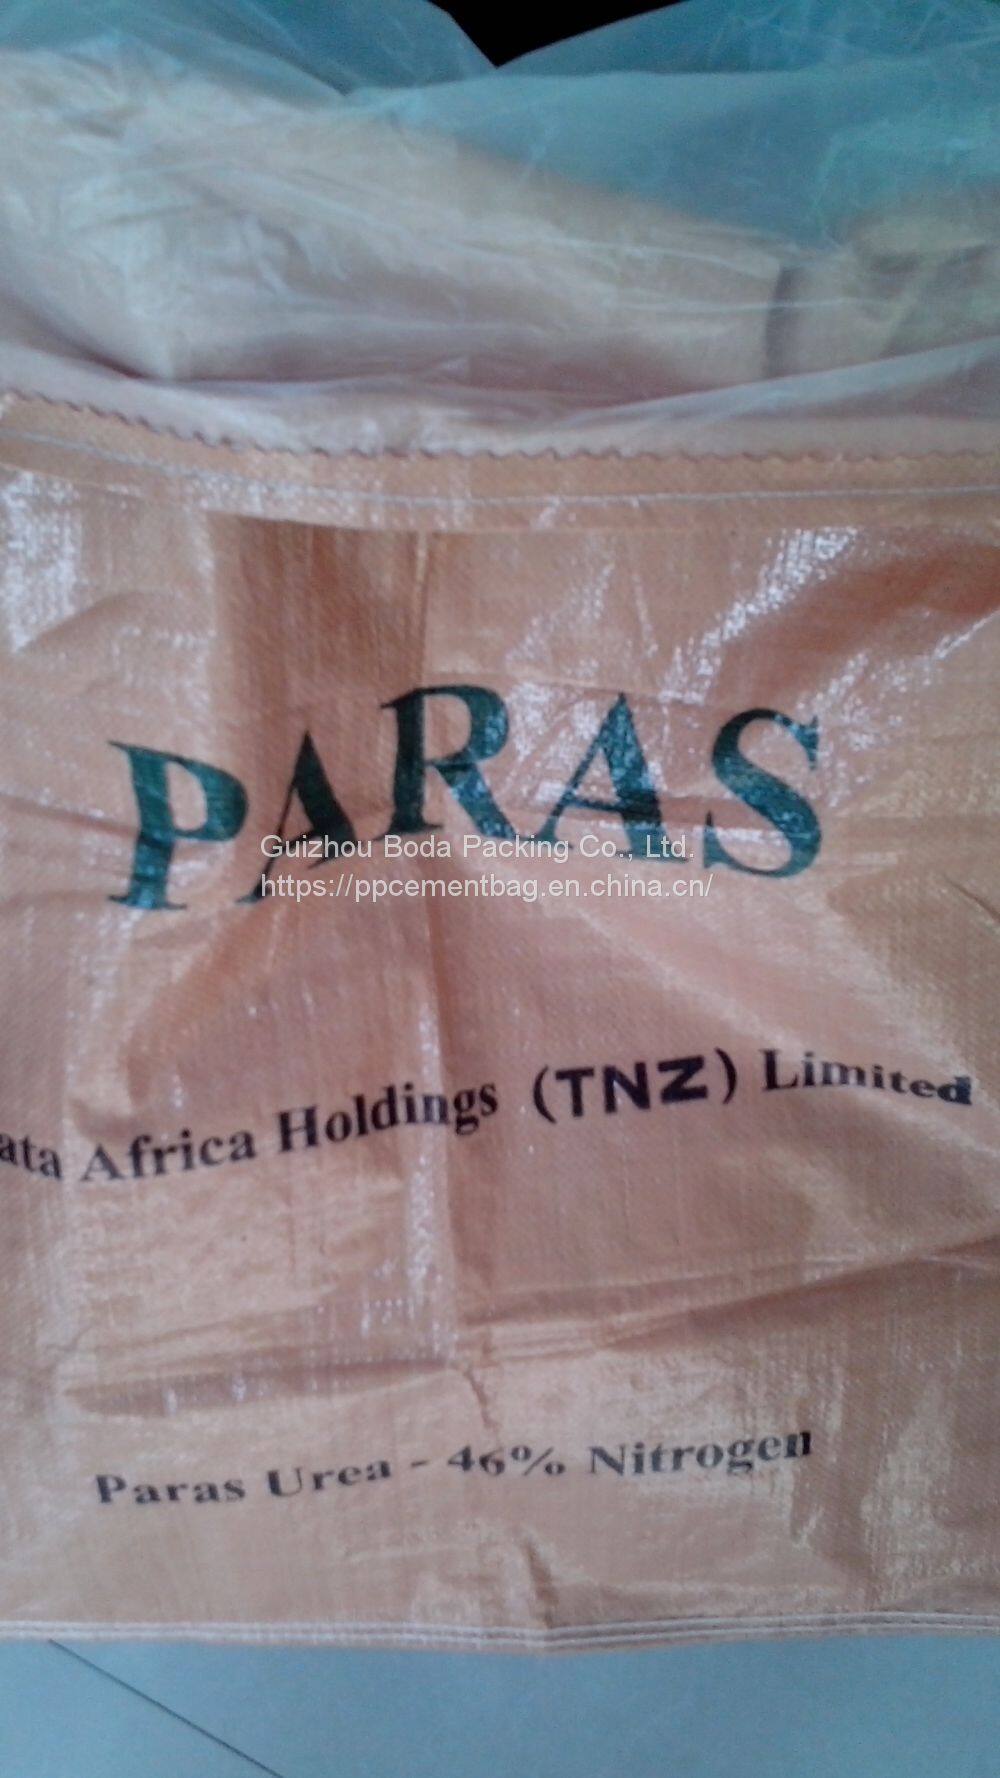 PARAS
Guizhou Boda Packing Co., Ltd.
https://ppcementbag.en.china.cn/
Africa Holdings (TNZ) Limited
Paras Urea - 46% Nitrogen